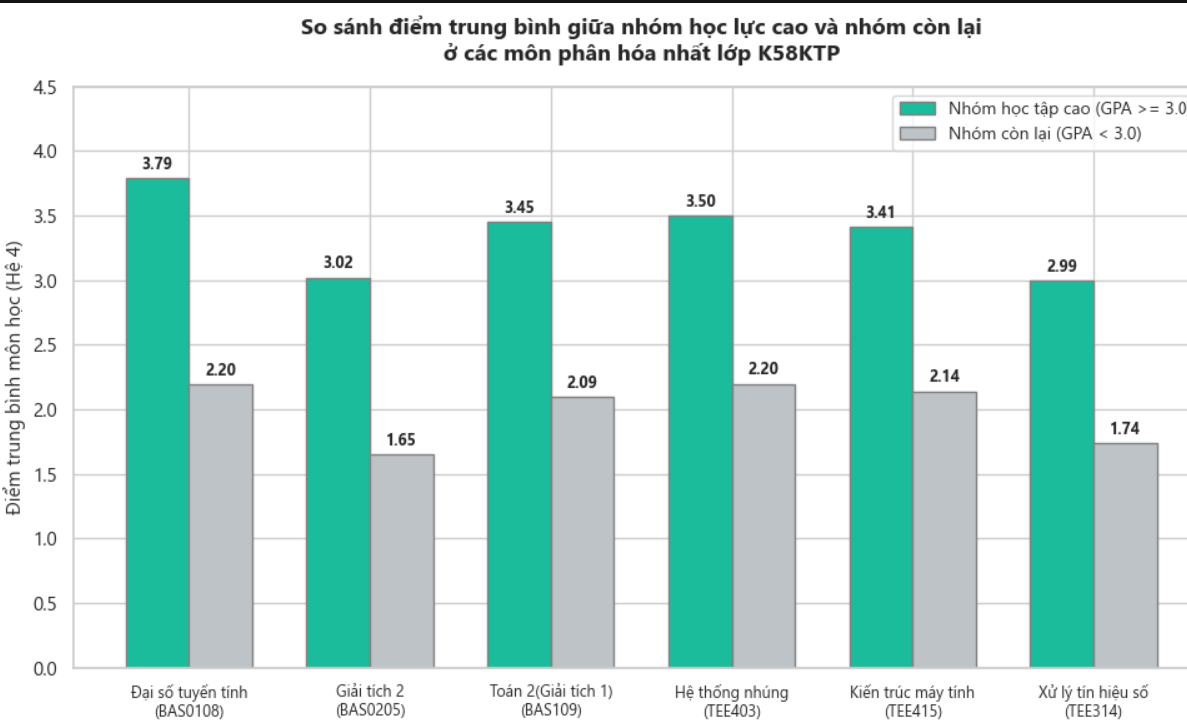 So sánh điểm trung bình giữa nhóm học lực cao và nhóm còn lại
ở các môn phân hóa nhất lớp K58KTP
Nhóm học tập cao (GPA >= 3.0
Nhóm còn lại (GPA < 3.0)
Điểm trung bình môn học (Hệ 4)
4.5
4.0
3.5
3.0
2.5
2.0
1.5
1.0
0.5
0.0
3.79
2.20
3.02
1.65
3.45
2.09
3.50
2.20
3.41
2.14
2.99
1.74
Đại số tuyến tính
(BAS0108)
Giải tích 2
(BAS0205)
Toán 2(Giải tích 1)
(BAS109)
Hệ thống nhúng
(TEE403)
Kiến trúc máy tính
(TEE415)
Xử lý tín hiệu số
(TEE314)